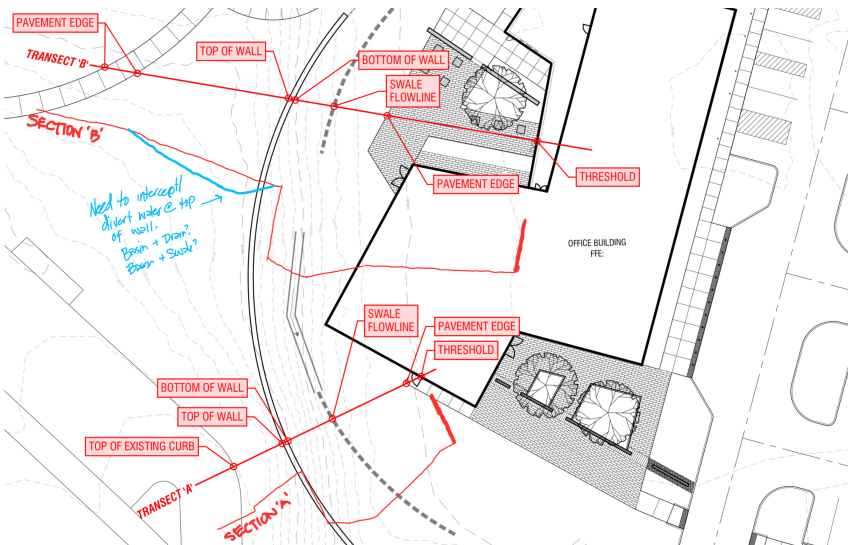 PAVEMENT EDGE
TRANSECT 'B'
TOP OF WALL
BOTTOM OF WALL
SWALE
FLOWLINE
SECTION 'B'
PAVEMENT EDGE
THRESHOLD
Need to intercept/
divert water @ top
of wall.
Basin + Drain?
Basin + Swale?
OFFICE BUILDING
FFE:
SWALE
FLOWLINE
PAVEMENT EDGE
THRESHOLD
BOTTOM OF WALL
TOP OF WALL
TOP OF EXISTING CURB
TRANSECT 'A'
SECTION 'A'